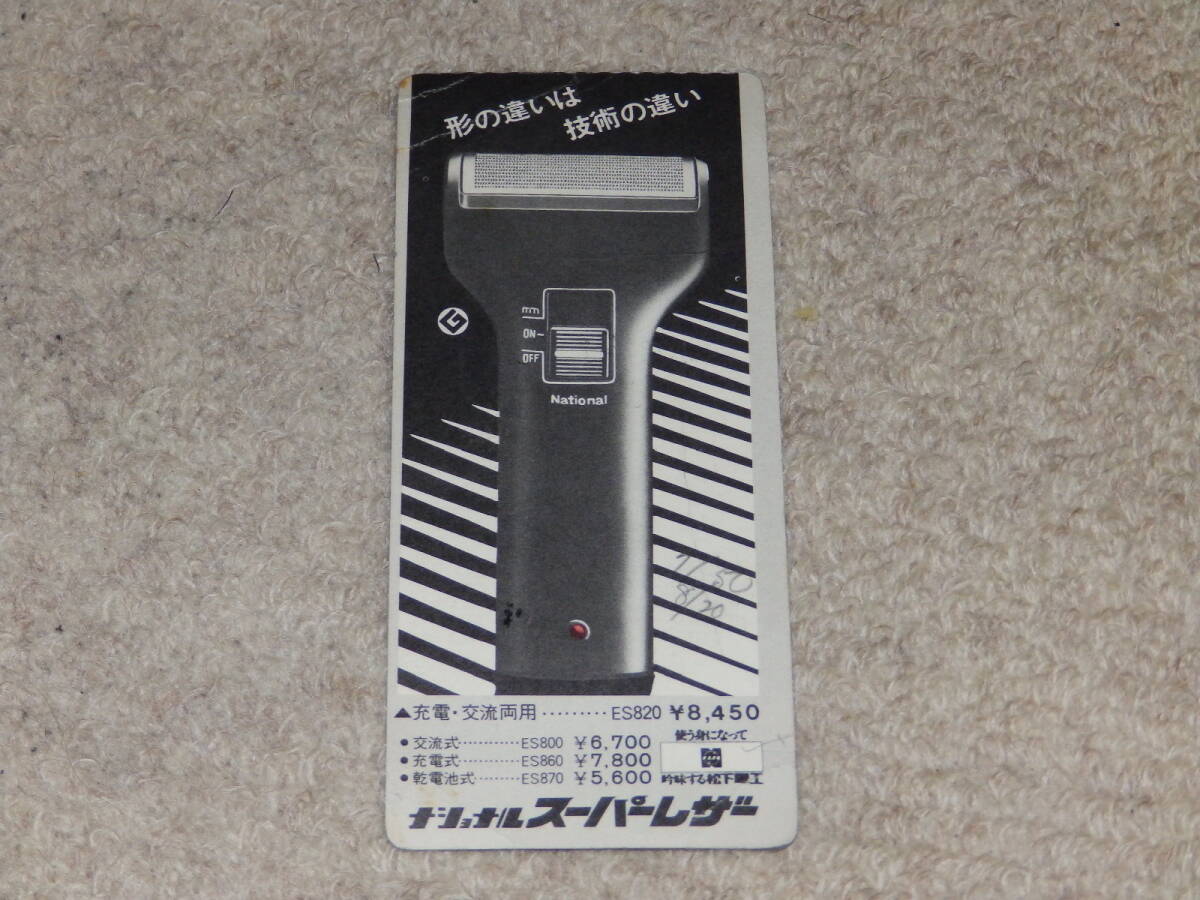 形の違いは
技術の違い
ON
OFF
National
8/20
▲充電・交流両用………ES820 ¥8,450
• 交流式…………ES800 ¥6,700
• 充電式…………ES860 ¥7,800
• 乾電池式………ES870 ¥5,600
使う身になって
吟味する松下電工
ナショナル スーパーレザー